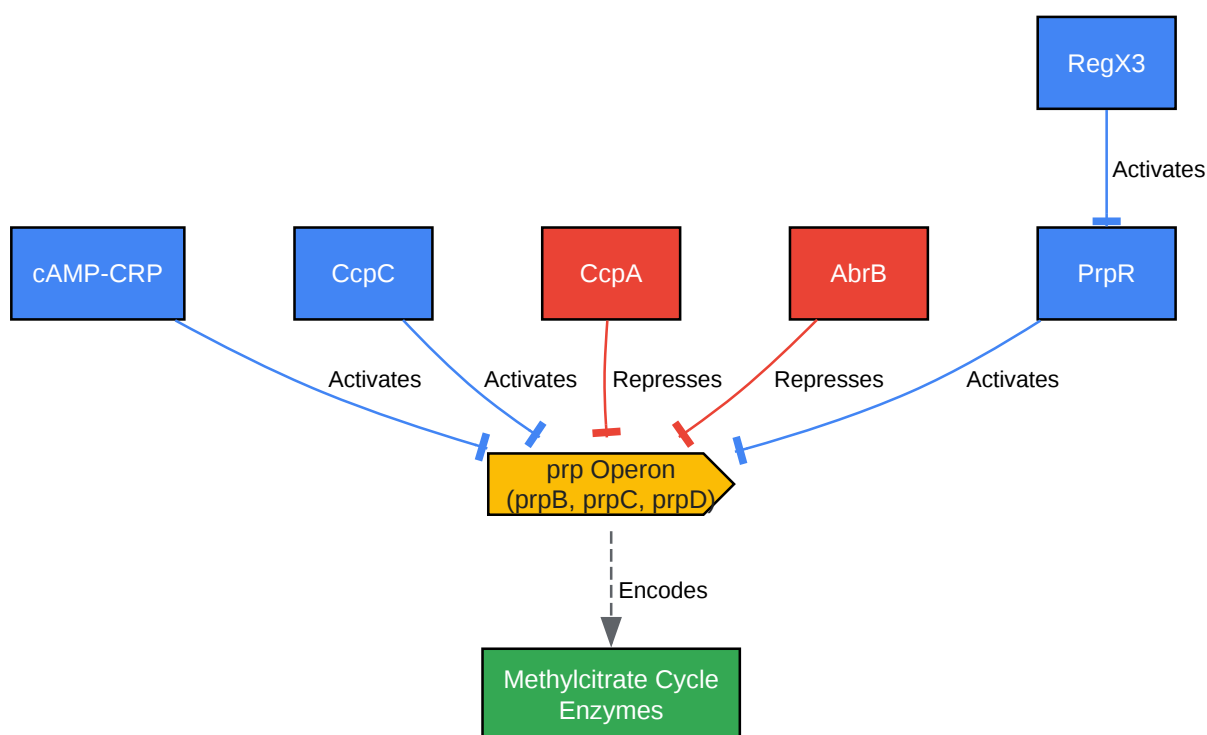 RegX3
Activates
cAMP-CRP
CcpC
CcpA
AbrB
PrpR
Activates
Activates
Represses
Represses
Activates
prp Operon
(prpB, prpC, prpD)
Encodes
Methylcitrate Cycle
Enzymes